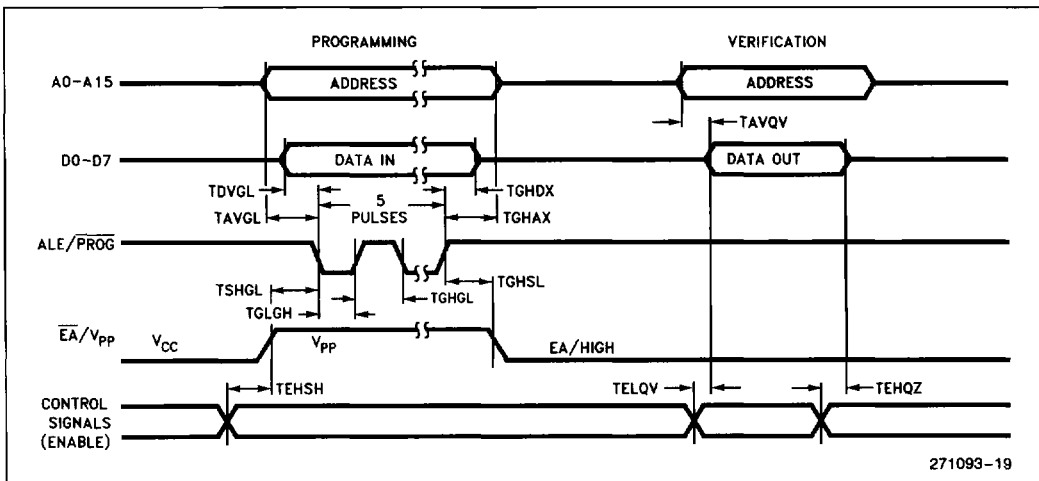 PROGRAMMING VERIFICATION
A0–A15 ADDRESS ADDRESS
TAVQV
D0–D7 DATA IN DATA OUT
TDVGL 5 TGHDX
TAVGL PULSES TGHAX
ALE/PROG
TSHGL TGHSL
TGHGL
TGLGH
EA/VPP VCC VPP EA/HIGH
TEHSH TELQV TEHQZ
CONTROL
SIGNALS
(ENABLE)
271093–19